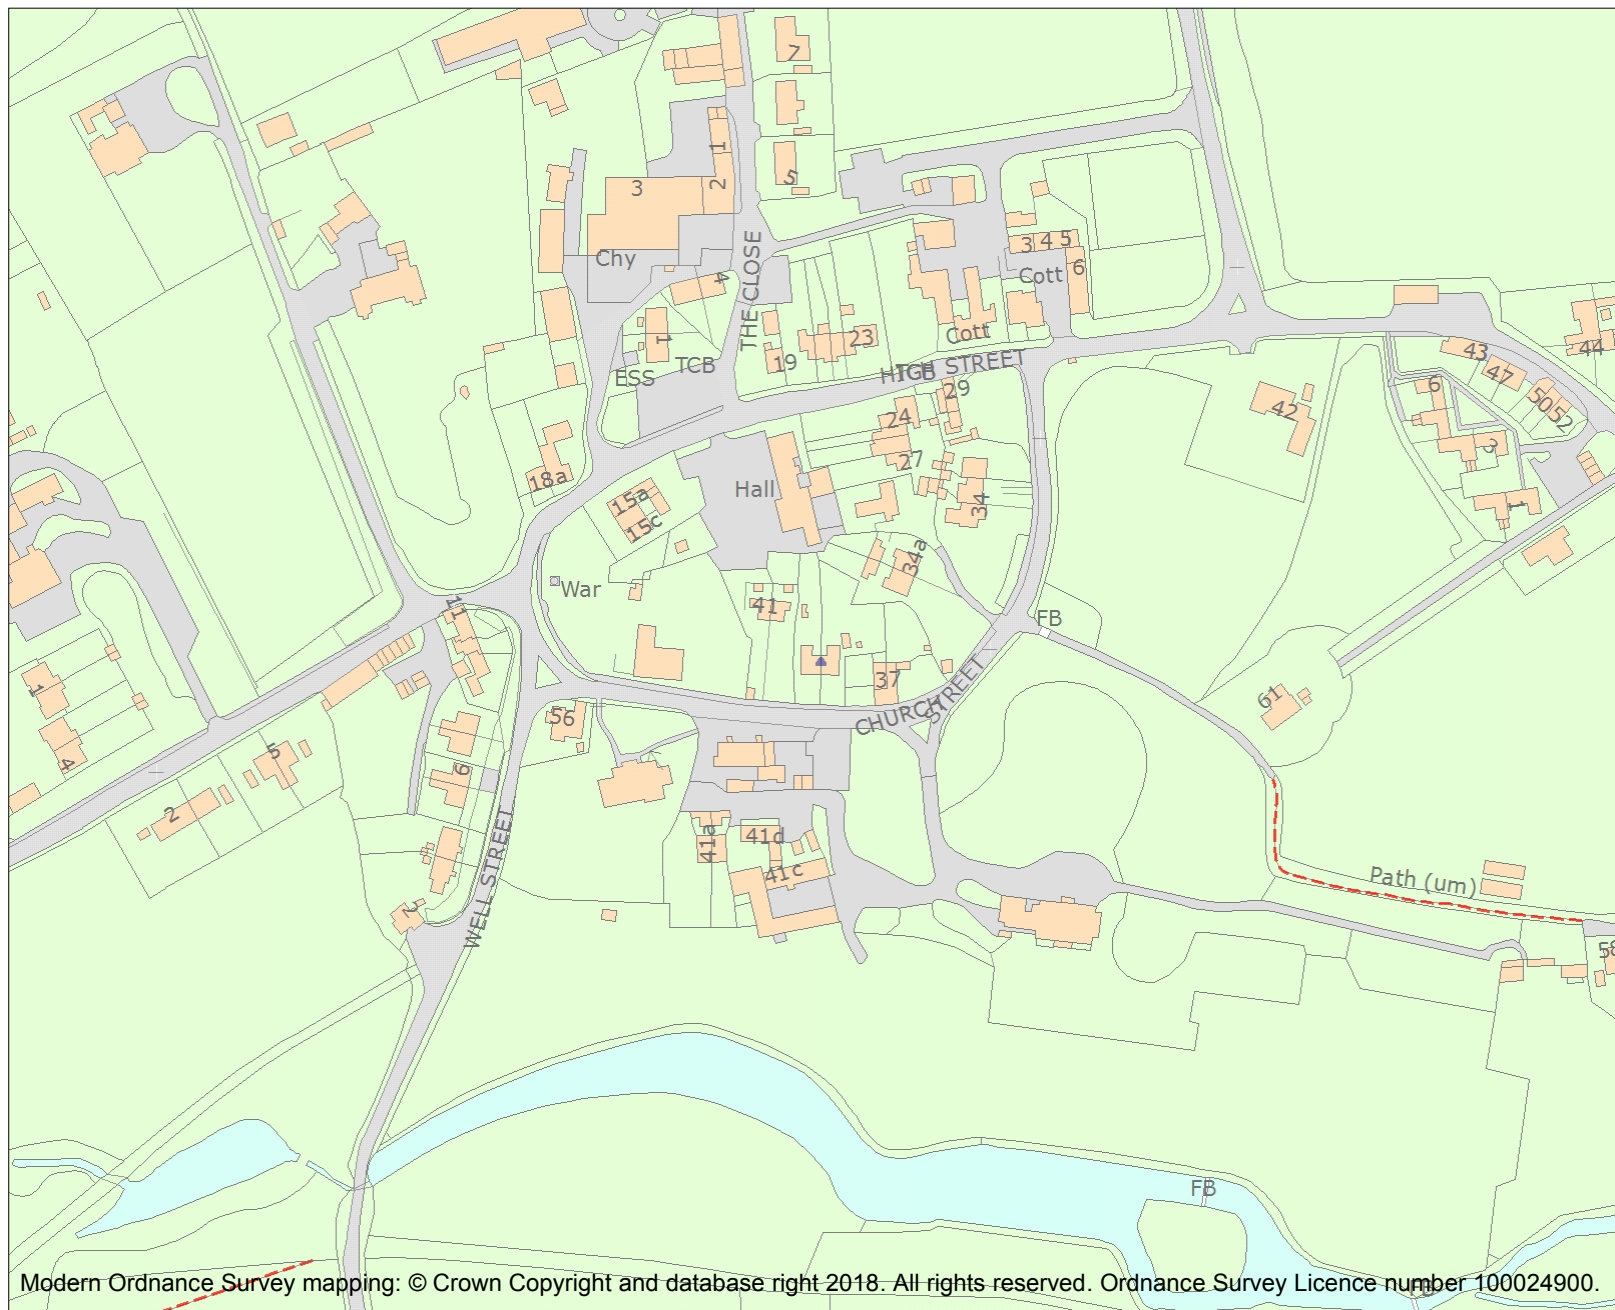 7
1
5
3
2
3 4 5
Chy
THE CLOSE
6
Cott
4
1
Cott
23
43
44
TCB
19
HIGH STREET
TCB
ESS
29
47
6
50
52
24
42
3
27
18a
Hall
15a
34
1
15c
34a
War
11
41
FB
37
1
61
CHURCH STREET
56
5
4
6
2
WELL STREET
41a
41d
41c
Path (um)
2
58
FB
FB
Modern Ordnance Survey mapping: © Crown Copyright and database right 2018. All rights reserved. Ordnance Survey Licence number 100024900.